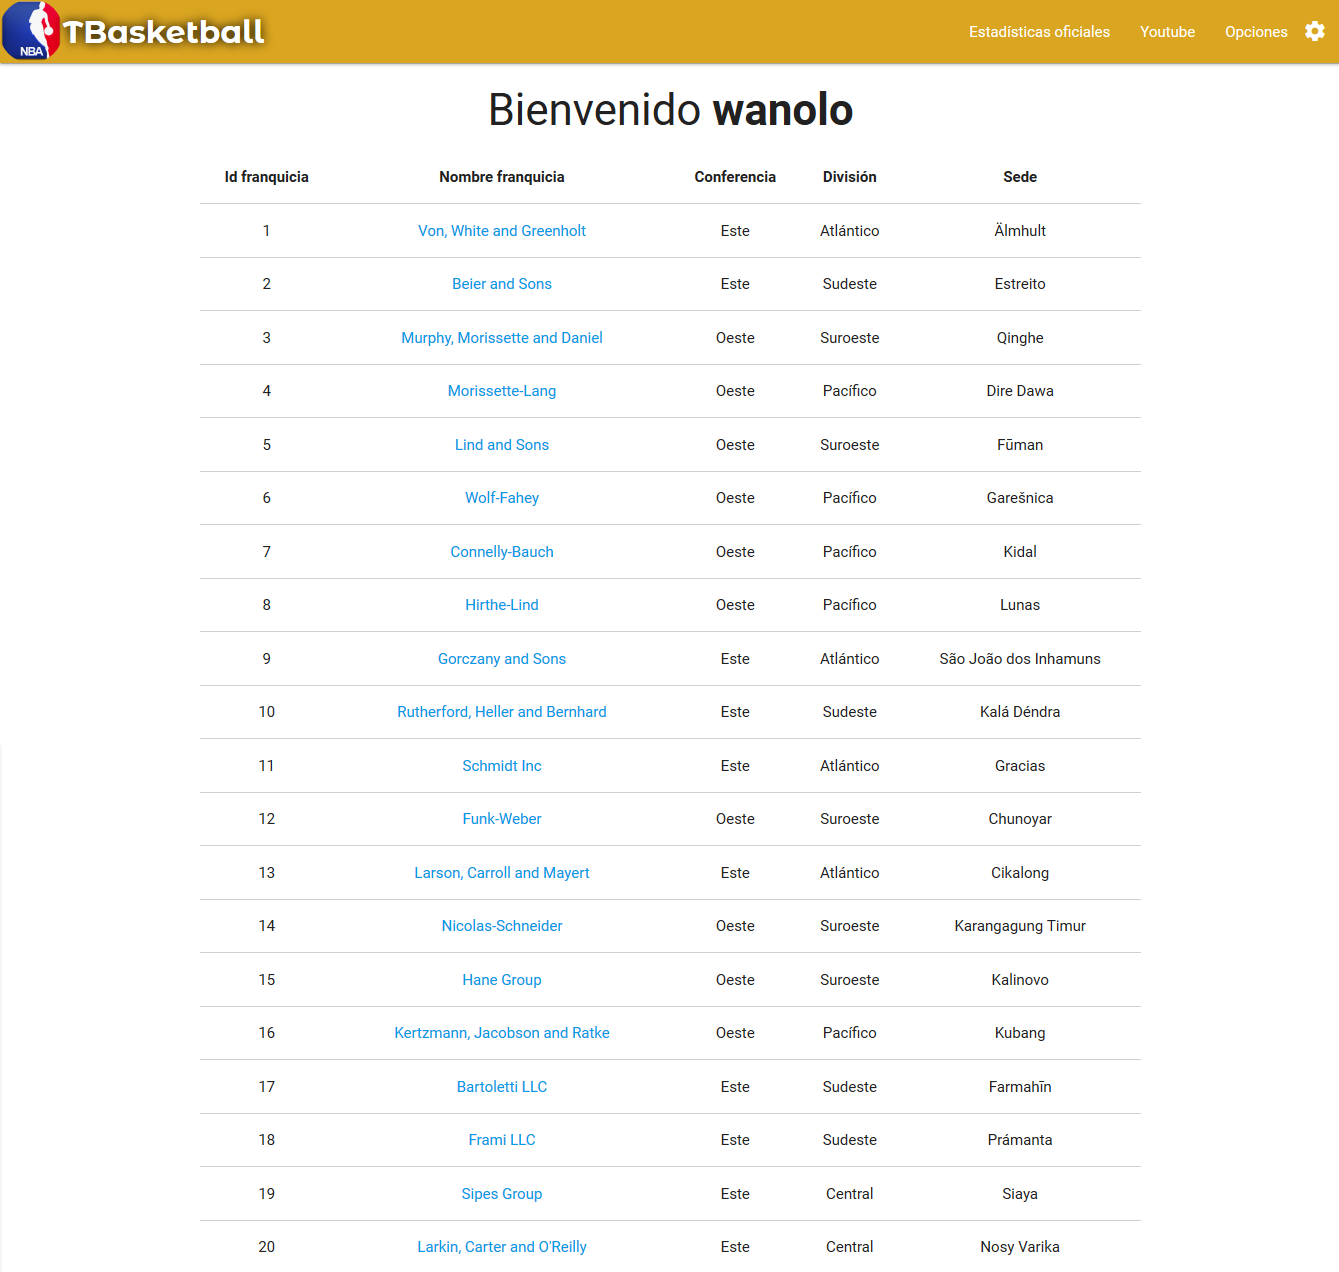 NBA TBasketball Estadísticas oficiales Youtube Opciones
Bienvenido wanolo
Id franquicia Nombre franquicia Conferencia División Sede
1 Von, White and Greenholt Este Atlántico Älmhult
2 Beier and Sons Este Sudeste Estreito
3 Murphy, Morissette and Daniel Oeste Suroeste Qinghe
4 Morissette-Lang Oeste Pacífico Dire Dawa
5 Lind and Sons Oeste Suroeste Fūman
6 Wolf-Fahey Oeste Pacífico Garešnica
7 Connelly-Bauch Oeste Pacífico Kidal
8 Hirthe-Lind Oeste Pacífico Lunas
9 Gorczany and Sons Este Atlántico São João dos Inhamuns
10 Rutherford, Heller and Bernhard Este Sudeste Kalá Déndra
11 Schmidt Inc Este Atlántico Gracias
12 Funk-Weber Oeste Suroeste Chunoyar
13 Larson, Carroll and Mayert Este Atlántico Cikalong
14 Nicolas-Schneider Oeste Suroeste Karangagung Timur
15 Hane Group Oeste Suroeste Kalinovo
16 Kertzmann, Jacobson and Ratke Oeste Pacífico Kubang
17 Bartoletti LLC Este Sudeste Farmahīn
18 Frami LLC Este Sudeste Prámanta
19 Sipes Group Este Central Siaya
20 Larkin, Carter and O'Reilly Este Central Nosy Varika